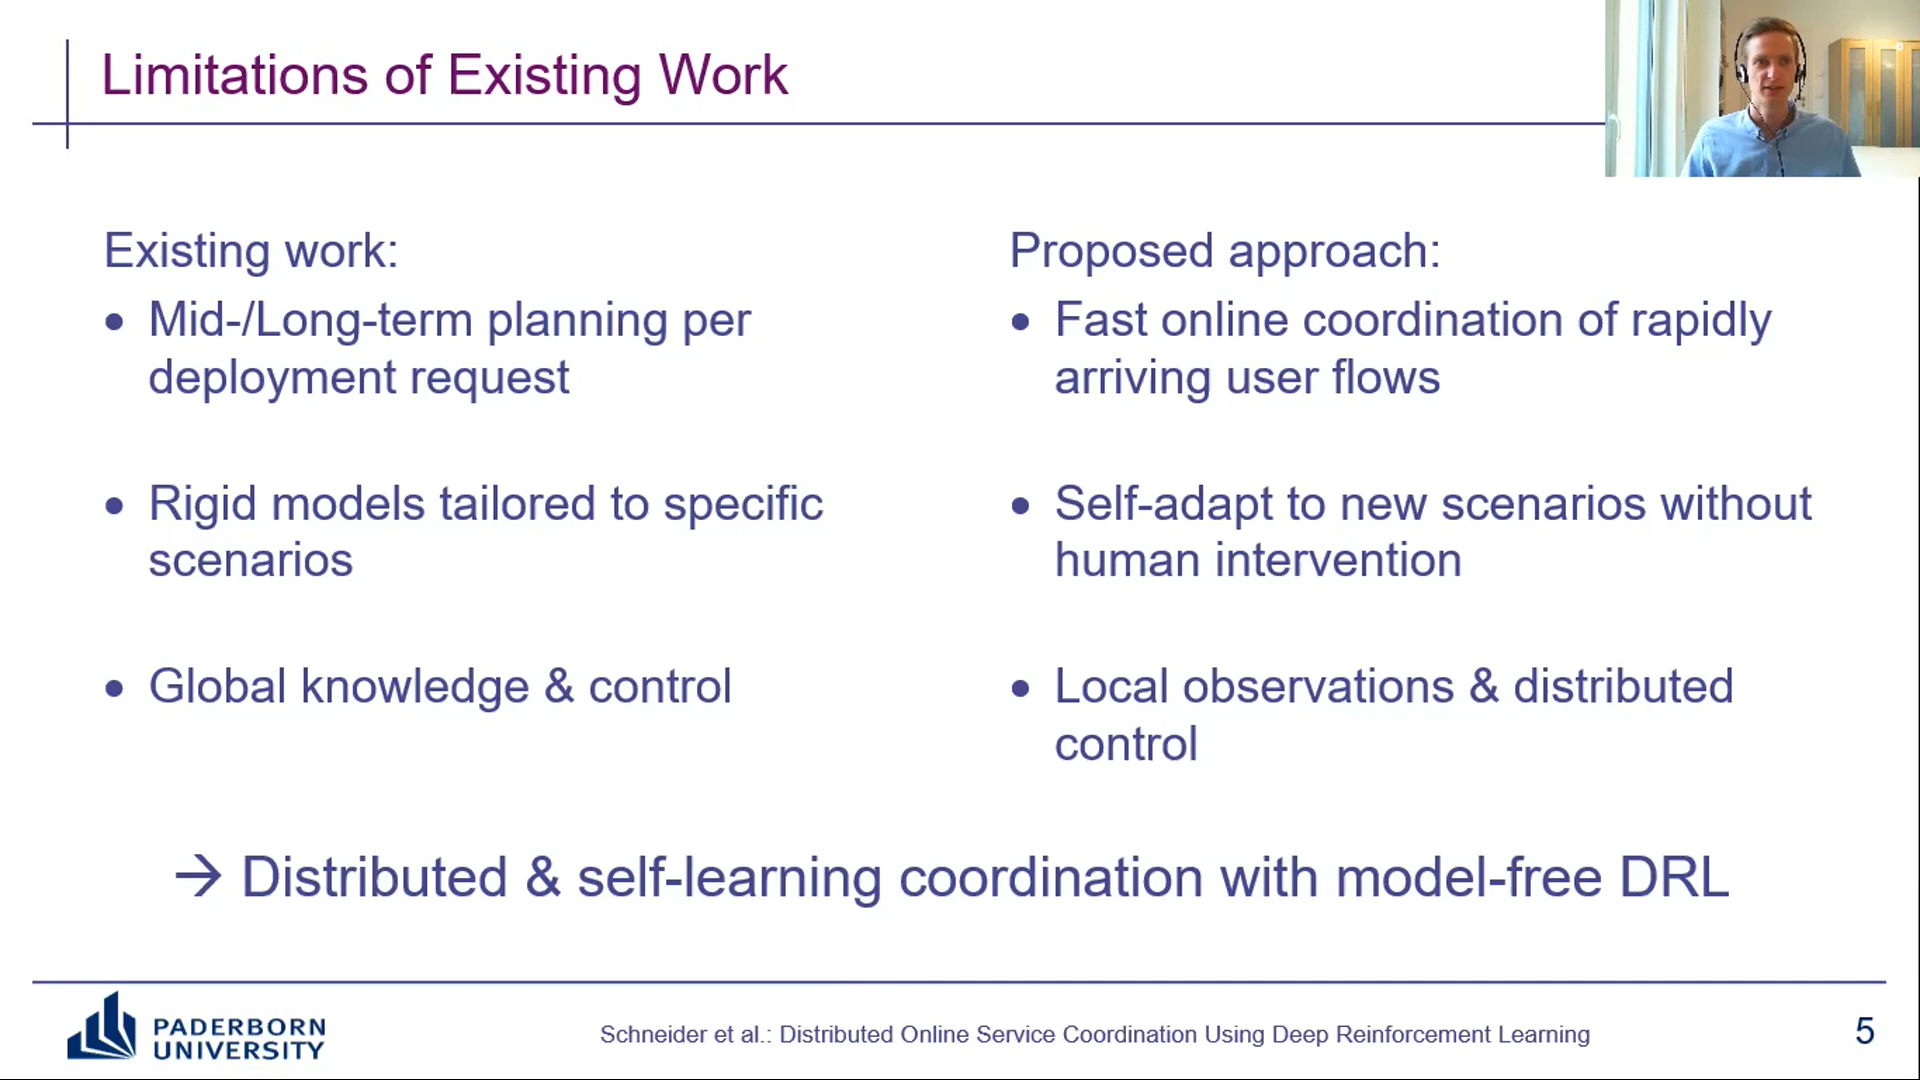 Limitations of Existing Work
Existing work:
• Mid-/Long-term planning per
deployment request
• Rigid models tailored to specific
scenarios
• Global knowledge & control
Proposed approach:
• Fast online coordination of rapidly
arriving user flows
• Self-adapt to new scenarios without
human intervention
• Local observations & distributed
control
→ Distributed & self-learning coordination with model-free DRL
PADERBORN
UNIVERSITY
Schneider et al.: Distributed Online Service Coordination Using Deep Reinforcement Learning
5